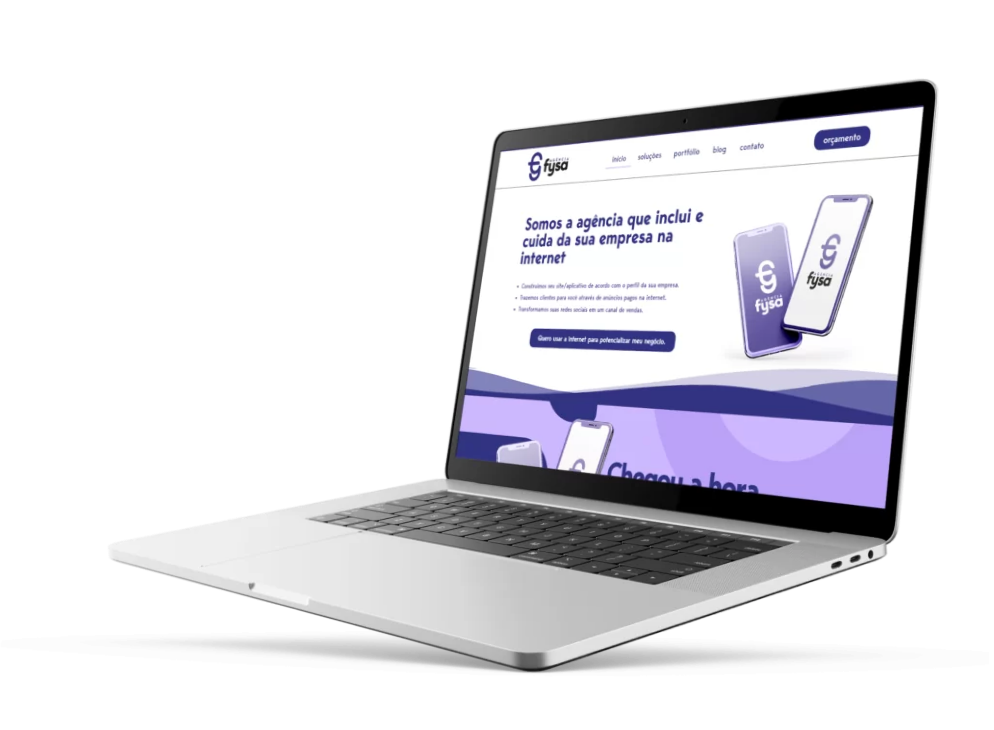 agência
fysa
início soluções portfólio blog contato
orçamento
Somos a agência que inclui e
cuida da sua empresa na
internet
• Construímos seu site/aplicativo de acordo com o perfil da sua empresa.
• Trazemos clientes para você através de anúncios pagos na internet.
• Transformamos suas redes sociais em um canal de vendas.
Quero usar a internet para potencializar meu negócio.
agência
fysa
agência
fysa
Chegou a hora